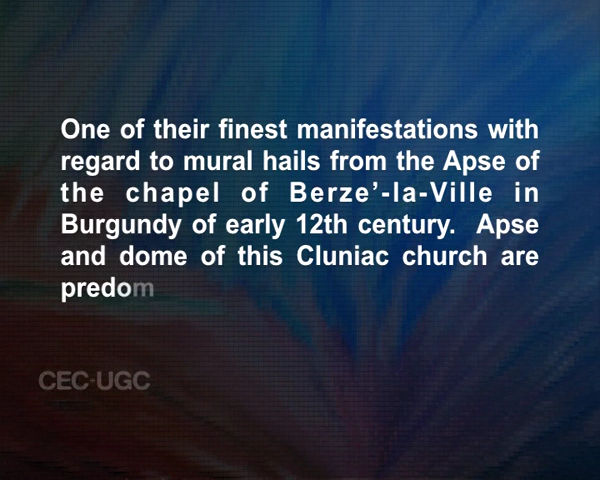 One of their finest manifestations with
regard to mural hails from the Apse of
the chapel of Berze’-la-Ville in
Burgundy of early 12th century. Apse
and dome of this Cluniac church are
predom
CEC-UGC